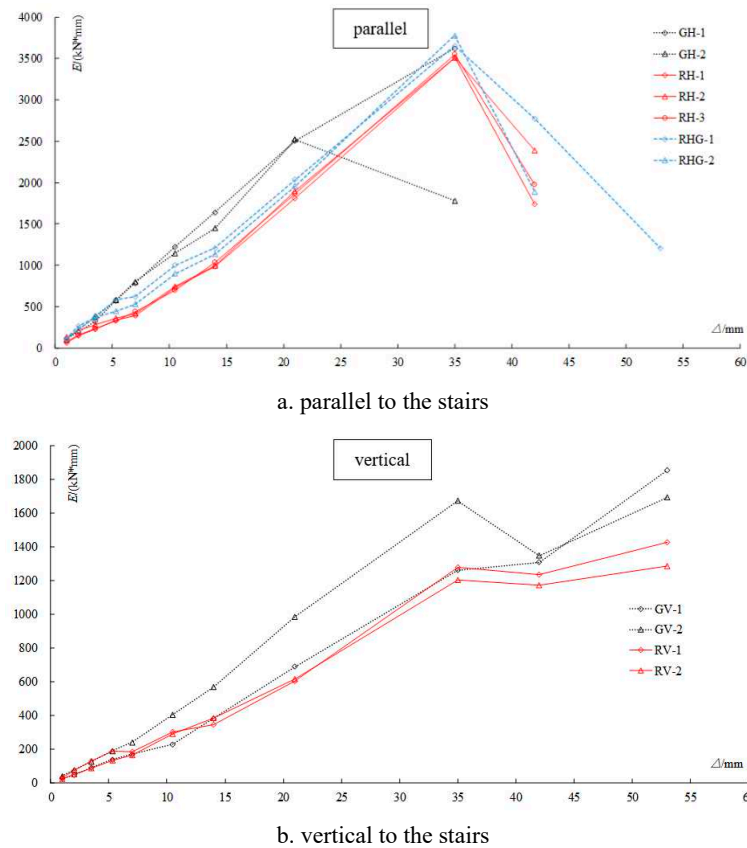 4000
E/(kN*mm)
parallel
GH-1
3500
GH-2
3000
RH-1
RH-2
2500
RH-3
2000
RHG-1
RHG-2
1500
1000
500
Δ/mm
0
0 5 10 15 20 25 30 35 40 45 50 55 60
a. parallel to the stairs
2000
E/(kN*mm)
vertical
1800
1600
1400
1200
1000
GV-1
GV-2
800
RV-1
600
RV-2
400
200
Δ/mm
0
0 5 10 15 20 25 30 35 40 45 50 55
b. vertical to the stairs